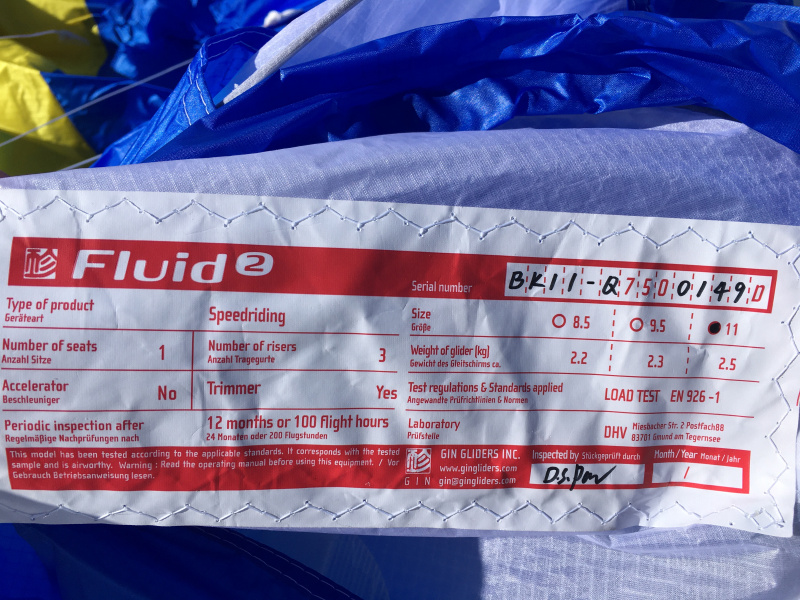 Fluid 2
Serial number BK11-Q7500149D
Type of product Speedriding
Geräteart
Number of seats 1 Number of risers 3
Anzahl Sitze Anzahl Tragegurte
Accelerator No Trimmer Yes
Beschleuniger
Periodic inspection after 12 months or 100 flight hours
Regelmäßige Nachprüfungen nach 24 Monaten oder 200 Flugstunden
This model has been tested according to the applicable standards. It corresponds with the tested
sample and is airworthy. Warning : Read the operating manual before using this equipment. / Vor
Gebrauch Betriebsanweisung lesen.
Size 8.5 9.5 11
Größe
Weight of glider (kg) 2.2 2.3 2.5
Gewicht des Gleitschirms ca.
Test regulations & Standards applied LOAD TEST EN 926 -1
Angewandte Prüfrichtlinien & Normen
Laboratory DHV Miesbacher Str. 2 Postfach88
Prüfstelle 83701 Gmund am Tegernsee
GIN
GIN GLIDERS INC.
www.gingliders.com
gin@gingliders.com
Inspected by Stückgeprüft durch
Month / Year Monat / Jahr
/